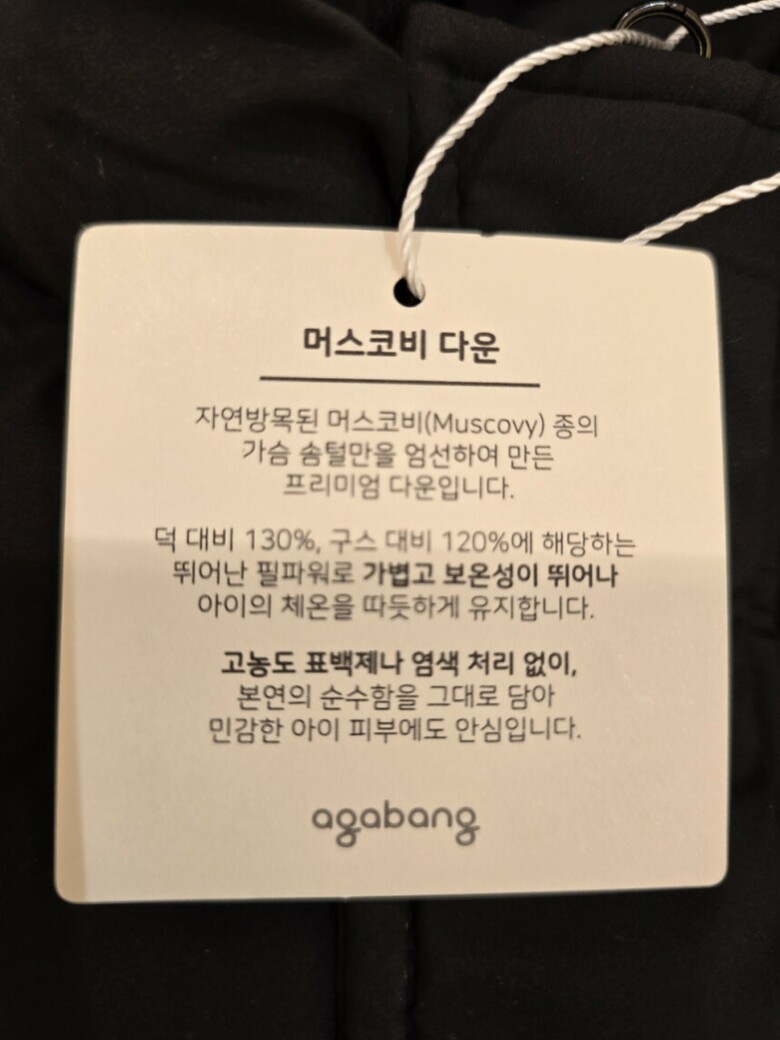 머스코비 다운
자연방목된 머스코비(Muscovy) 종의
가슴 솜털만을 엄선하여 만든
프리미엄 다운입니다.
덕 대비 130%, 구스 대비 120%에 해당하는
뛰어난 필파워로 가볍고 보온성이 뛰어나
아이의 체온을 따듯하게 유지합니다.
고농도 표백제나 염색 처리 없이,
본연의 순수함을 그대로 담아
민감한 아이 피부에도 안심입니다.
agabang